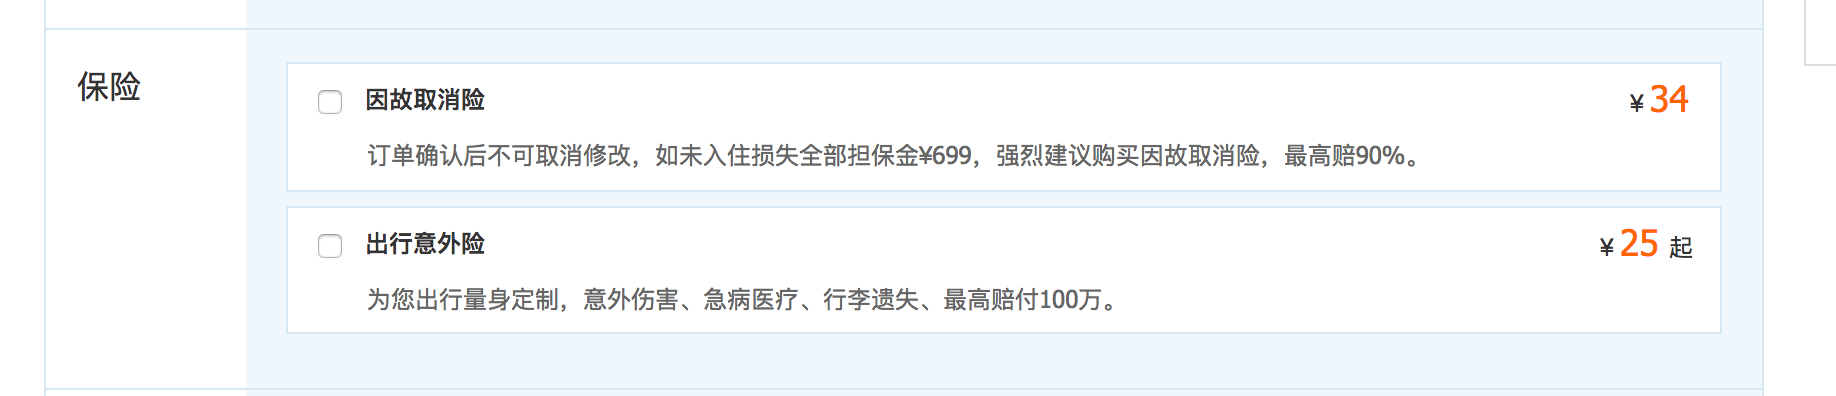 保险
因故取消险 ¥ 34
订单确认后不可取消修改，如未入住损失全部担保金¥699，强烈建议购买因故取消险，最高赔90%。
出行意外险 ¥ 25 起
为您出行量身定制，意外伤害、急病医疗、行李遗失、最高赔付100万。